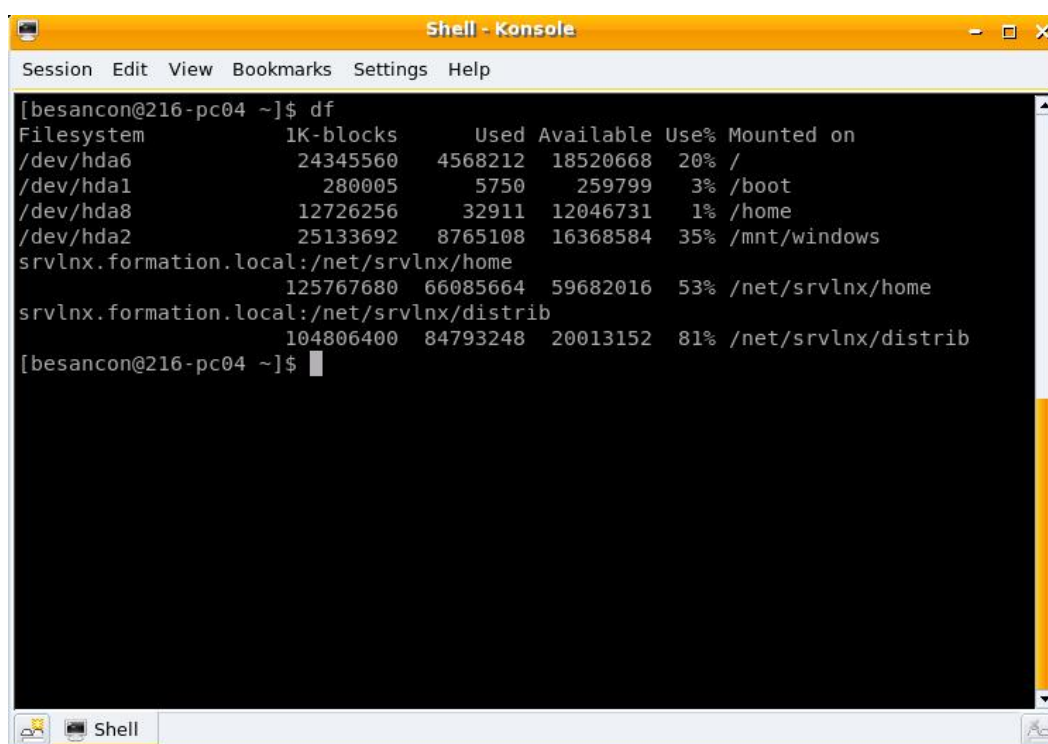 Shell - Konsole
Session Edit View Bookmarks Settings Help
[besancon@216-pc04 ~]$ df
Filesystem 1K-blocks Used Available Use% Mounted on
/dev/hda6 24345560 4568212 18520668 20% /
/dev/hda1 280005 5750 259799 3% /boot
/dev/hda8 12726256 32911 12046731 1% /home
/dev/hda2 25133692 8765108 16368584 35% /mnt/windows
srvlnx.formation.local:/net/srvlnx/home
125767680 66085664 59682016 53% /net/srvlnx/home
srvlnx.formation.local:/net/srvlnx/distrib
104806400 84793248 20013152 81% /net/srvlnx/distrib
[besancon@216-pc04 ~]$
Shell